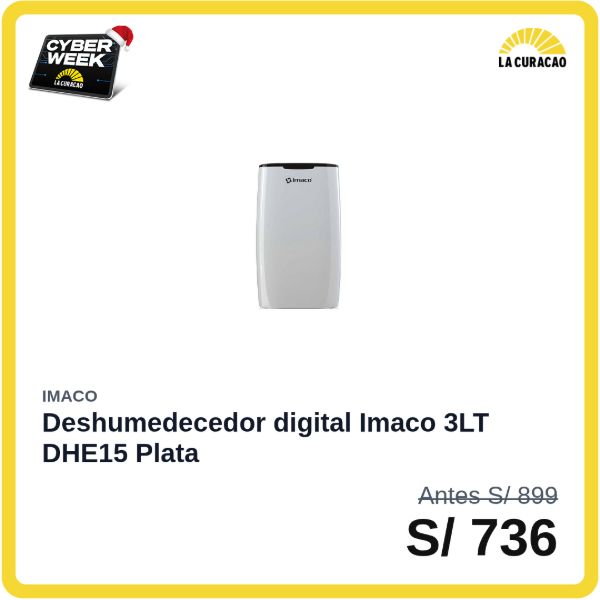 CYBER
WEEK
LA CURACAO
LA CURACAO
imaco
IMACO
Deshumedecedor digital Imaco 3LT
DHE15 Plata
Antes S/ 899
S/ 736